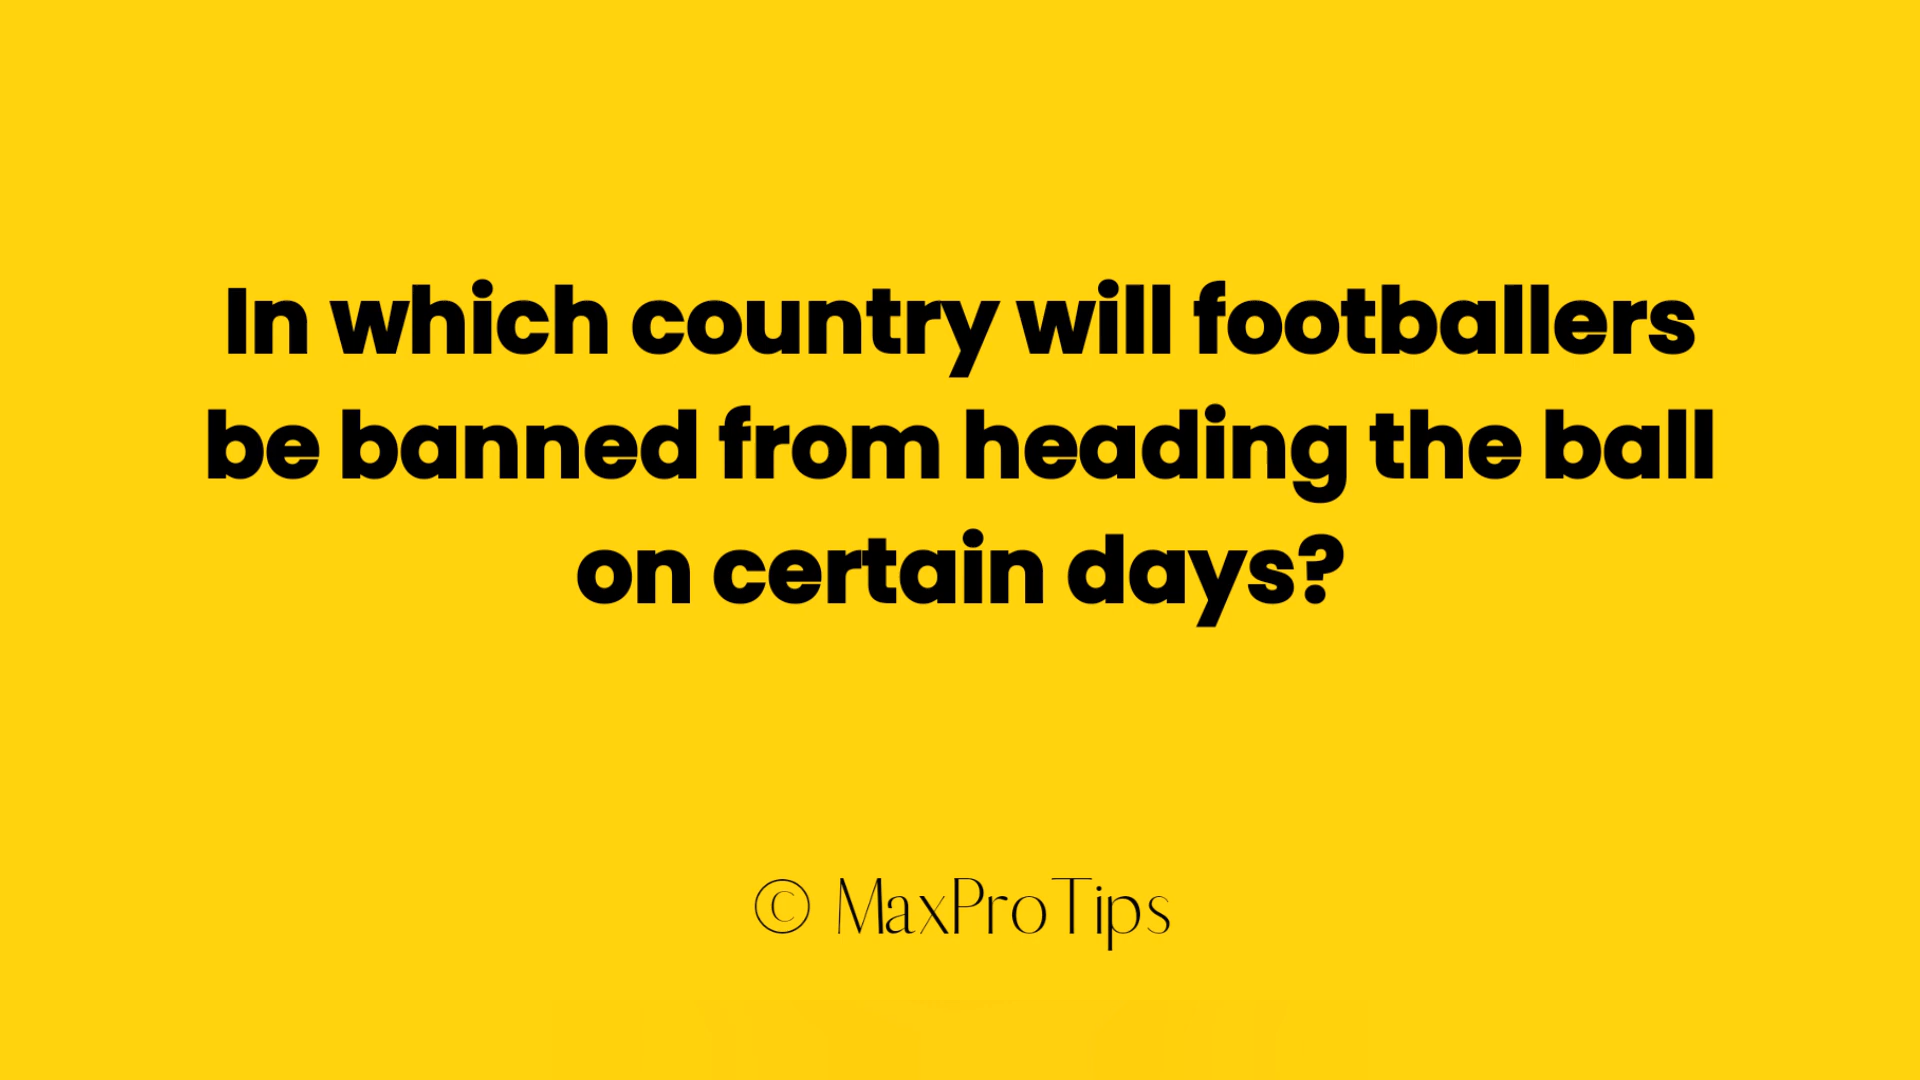 In which country will footballers
be banned from heading the ball
on certain days?
© MaxProTips